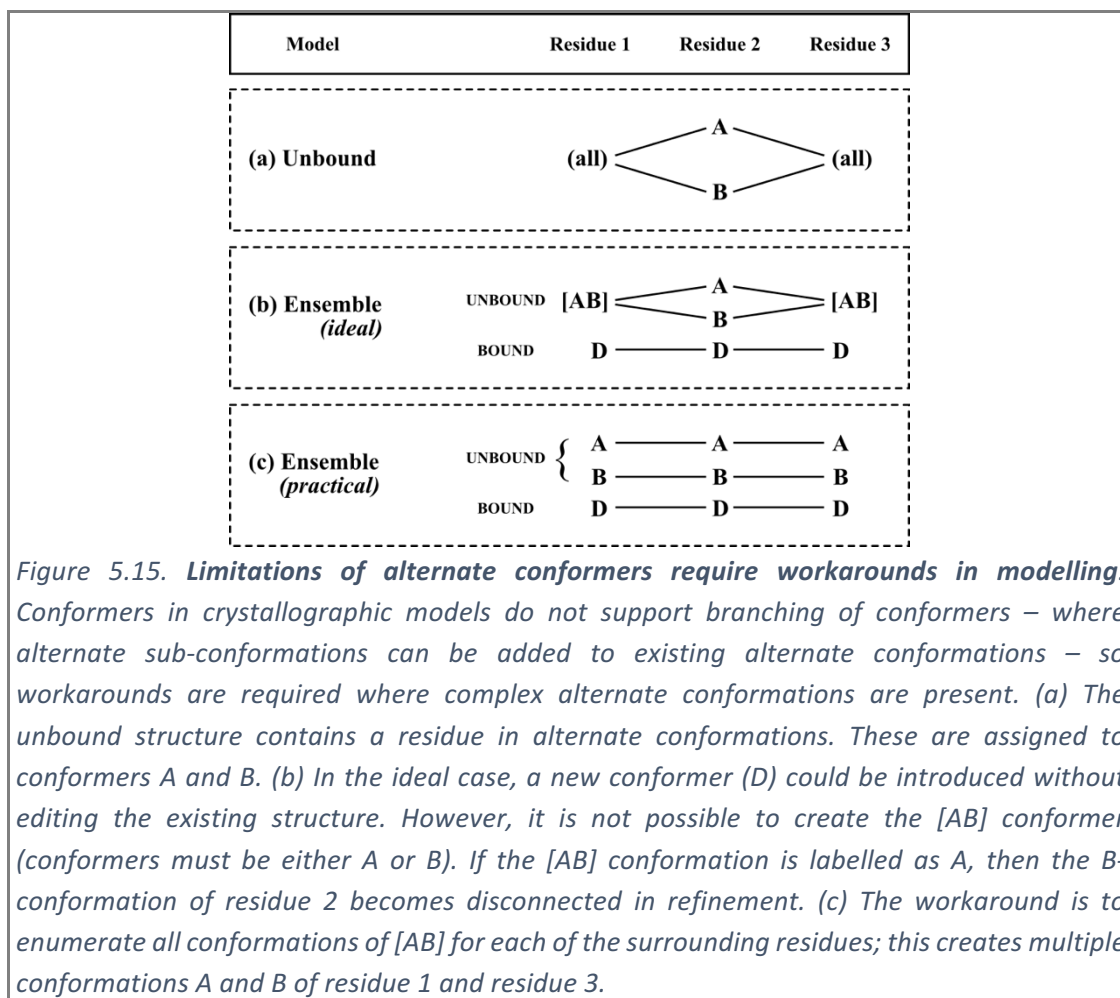 Model Residue 1 Residue 2 Residue 3
A
(a) Unbound (all) (all)
B
A
(b) Ensemble UNBOUND [AB] [AB]
(ideal) B
BOUND D D D
A A A
(c) Ensemble UNBOUND {
(practical) B B B
BOUND D D D
Figure 5.15. Limitations of alternate conformers require workarounds in modelling.
Conformers in crystallographic models do not support branching of conformers – where
alternate sub-conformations can be added to existing alternate conformations – so
workarounds are required where complex alternate conformations are present. (a) The
unbound structure contains a residue in alternate conformations. These are assigned to
conformers A and B. (b) In the ideal case, a new conformer (D) could be introduced without
editing the existing structure. However, it is not possible to create the [AB] conformer
(conformers must be either A or B). If the [AB] conformation is labelled as A, then the B-
conformation of residue 2 becomes disconnected in refinement. (c) The workaround is to
enumerate all conformations of [AB] for each of the surrounding residues; this creates multiple
conformations A and B of residue 1 and residue 3.